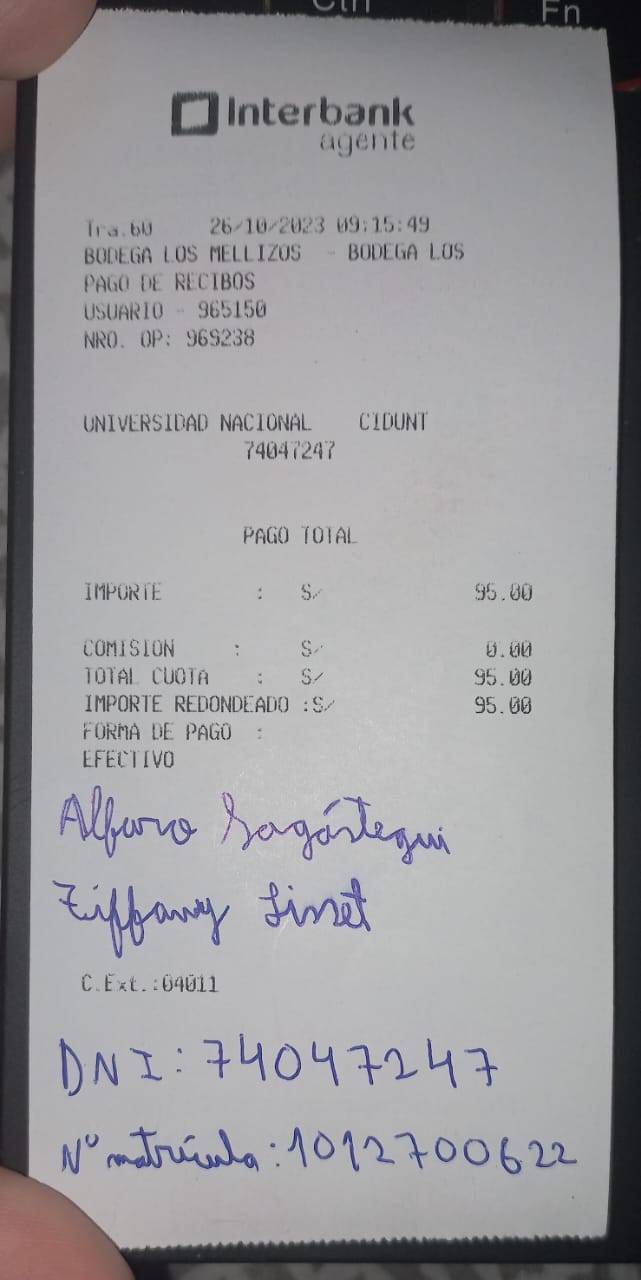 Ctrl
Fn
Interbank
agente
Tra.60 26/10/2023 09:15:49
BODEGA LOS MELLIZOS - BODEGA LOS
PAGO DE RECIBOS
USUARIO - 965150
NRO. OP: 969238
UNIVERSIDAD NACIONAL CIDUNT
74047247
PAGO TOTAL
IMPORTE : S/ 95.00
COMISION : S/ 0.00
TOTAL CUOTA : S/ 95.00
IMPORTE REDONDEADO :S/ 95.00
FORMA DE PAGO :
EFECTIVO
Alfaro Sagástegui
Tiffany Lisset
C.Ext.:04011
DNI: 74047247
N° matrícula: 1012700622